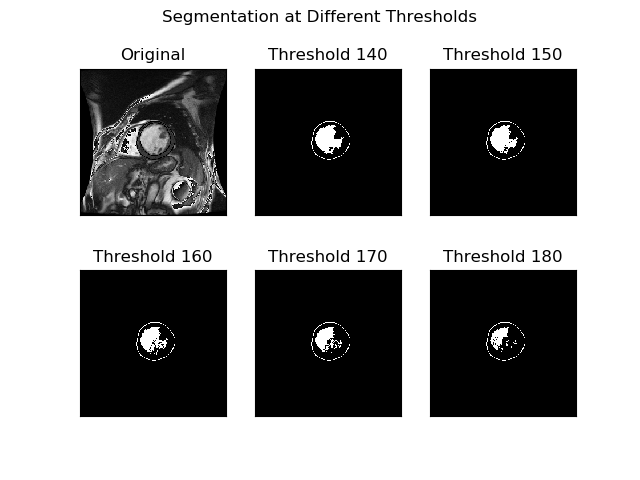 Segmentation at Different Thresholds
Original
Threshold 140
Threshold 150
Threshold 160
Threshold 170
Threshold 180